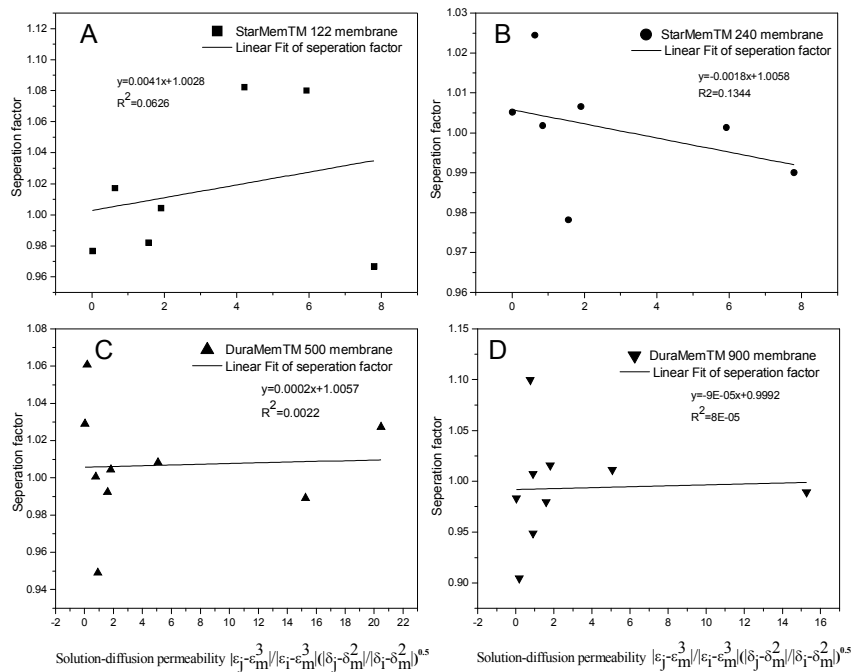 A
StarMemTM 122 membrane
Linear Fit of seperation factor
y=0.0041x+1.0028
R²=0.0626
Seperation factor
1.12
1.10
1.08
1.06
1.04
1.02
1.00
0.98
0.96
0 2 4 6 8
B
StarMemTM 240 membrane
Linear Fit of seperation factor
y=-0.0018x+1.0058
R2=0.1344
Seperation factor
1.03
1.025
1.02
1.01
1.00
0.99
0.98
0.97
0.96
0 2 4 6 8
C
DuraMemTM 500 membrane
Linear Fit of seperation factor
y=0.0002x+1.0057
R²=0.0022
Seperation factor
1.08
1.06
1.04
1.02
1.00
0.98
0.96
0.94
-2 0 2 4 6 8 10 12 14 16 18 20 22
D
DuraMemTM 900 membrane
Linear Fit of seperation factor
y=-9E-05x+0.9992
R²=8E-05
Seperation factor
1.15
1.10
1.05
1.00
0.95
0.90
-2 0 2 4 6 8 10 12 14 16
Solution-diffusion permeability |εj-εm³|/|εi-εm³|(|δj-δm²|/|δi-δm²|)⁰·⁵
Solution-diffusion permeability |εj-εm³|/|εi-εm³|(|δj-δm²|/|δi-δm²|)⁰·⁵